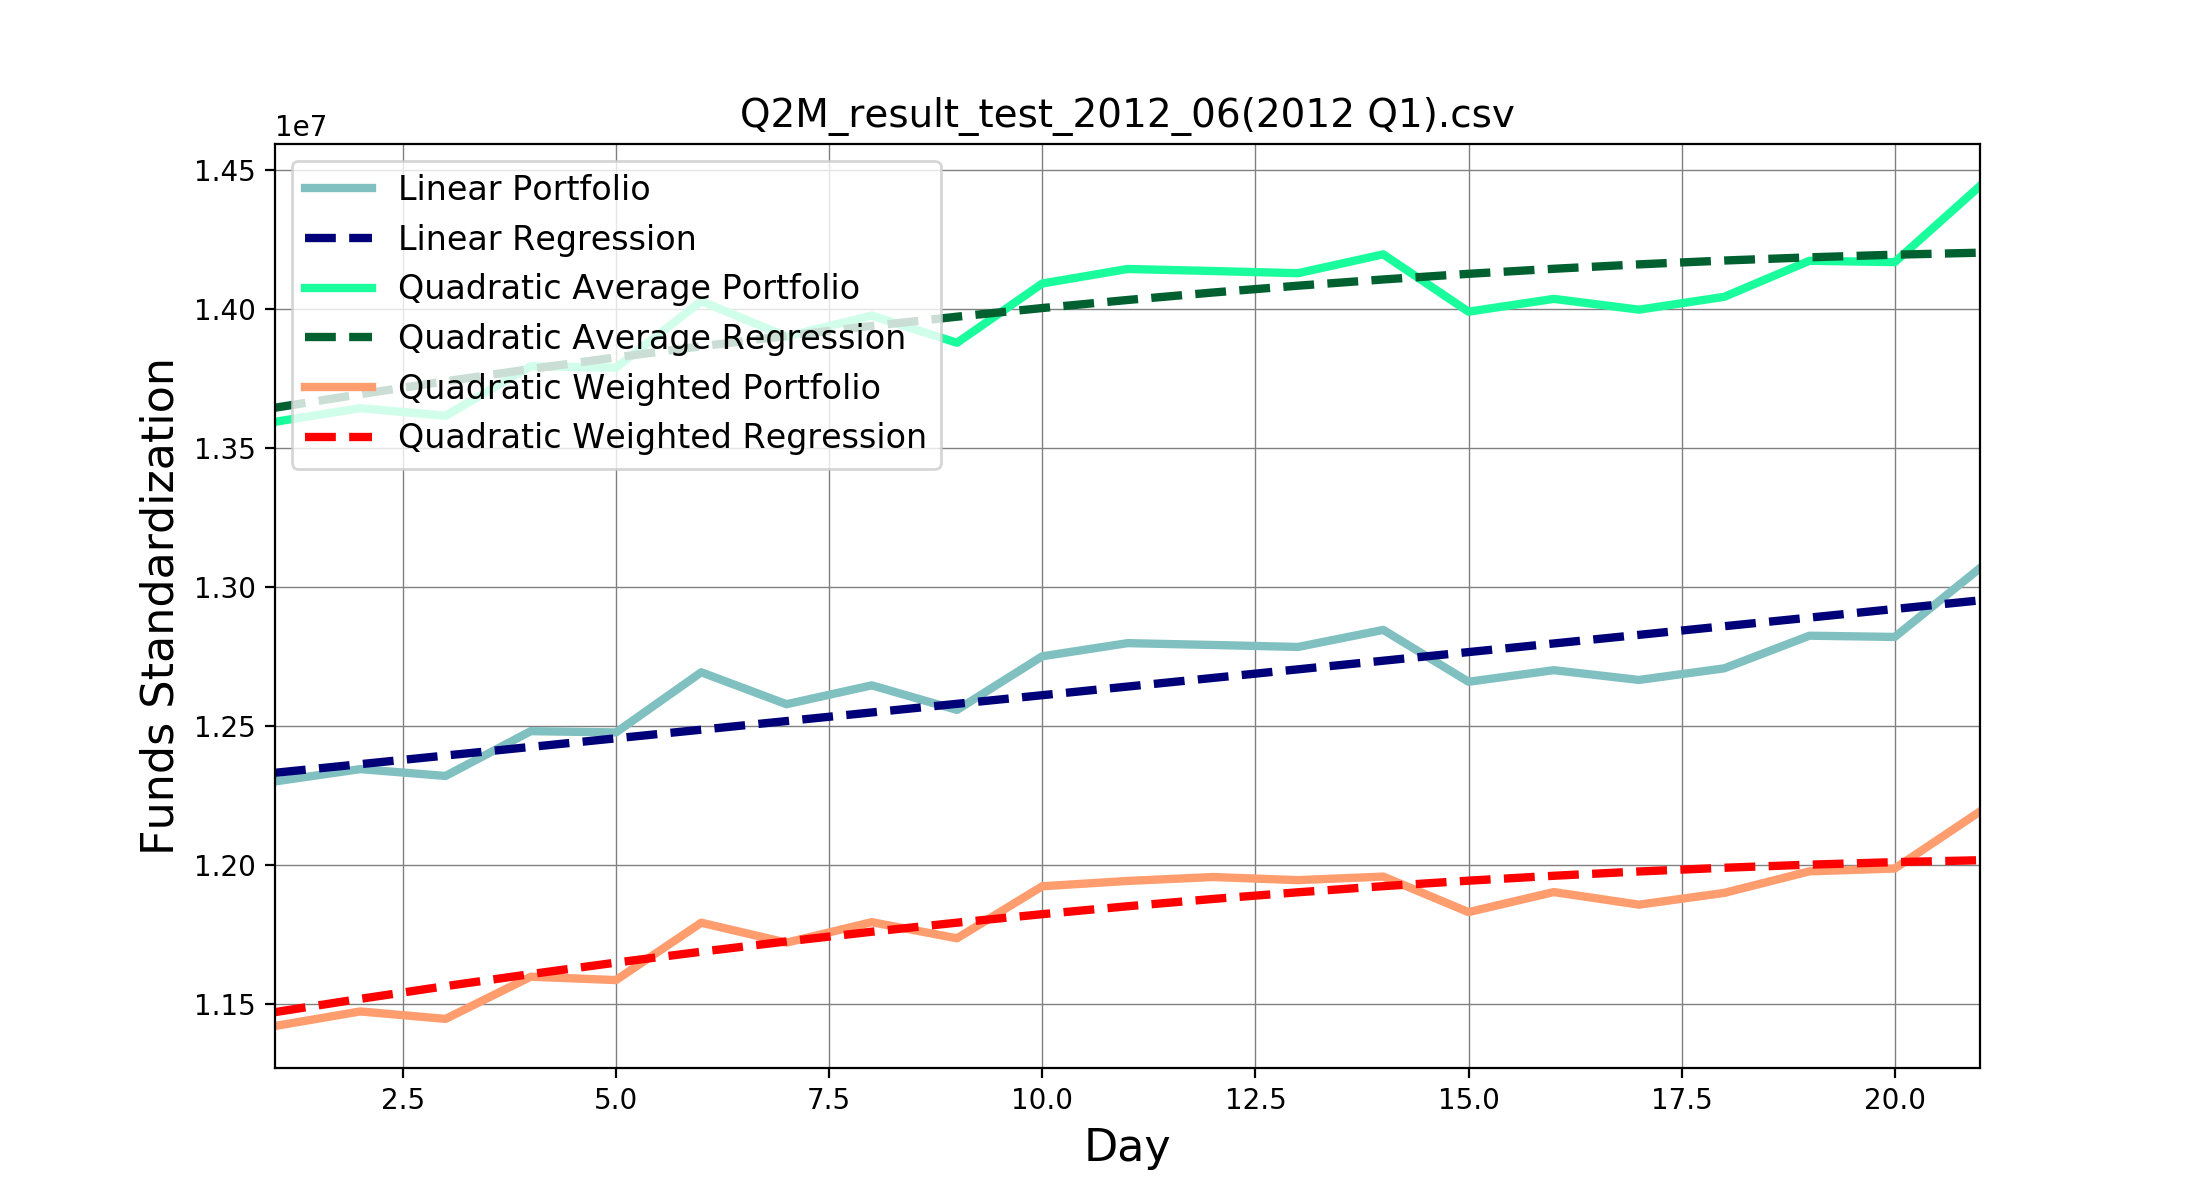 Q2M_result_test_2012_06(2012 Q1).csv
1e7
1.45
1.40
1.35
1.30
1.25
1.20
1.15
Funds Standardization
Linear Portfolio
Linear Regression
Quadratic Average Portfolio
Quadratic Average Regression
Quadratic Weighted Portfolio
Quadratic Weighted Regression
2.5 5.0 7.5 10.0 12.5 15.0 17.5 20.0
Day